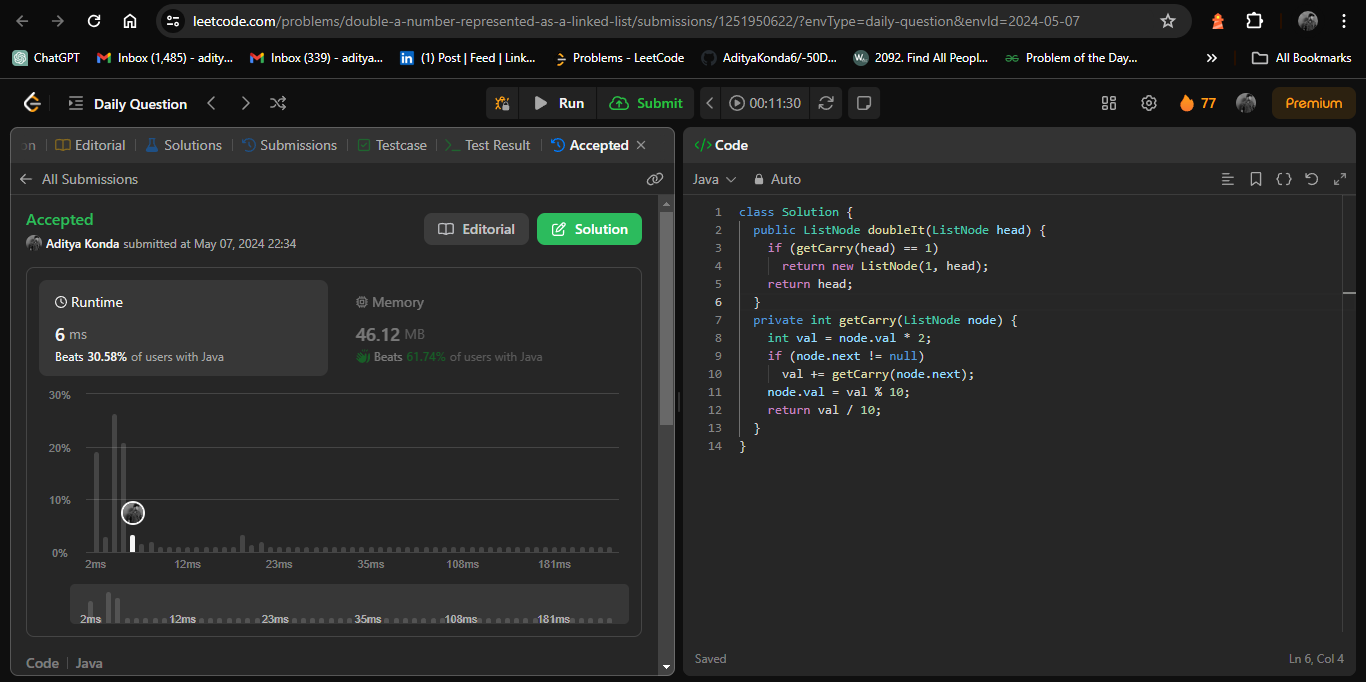 leetcode.com/problems/double-a-number-represented-as-a-linked-list/submissions/1251950622/?envType=daily-question&envId=2024-05-07
ChatGPT Inbox (1,485) - adity... Inbox (339) - aditya... (1) Post | Feed | Link... Problems - LeetCode AdityaKonda6/-50D... 2092. Find All Peopl... Problem of the Day... » All Bookmarks
Daily Question Run Submit 00:11:30 77 Premium
on Editorial Solutions Submissions Testcase Test Result Accepted
All Submissions
Accepted
Aditya Konda submitted at May 07, 2024 22:34
Editorial Solution
Runtime Memory
6 ms 46.12 MB
Beats 30.58% of users with Java Beats 61.74% of users with Java
30%
20%
10%
0%
2ms 12ms 23ms 35ms 108ms 181ms
2ms 12ms 23ms 35ms 108ms 181ms
Code | Java
</> Code
Java Auto
1 class Solution {
2 public ListNode doubleIt(ListNode head) {
3 if (getCarry(head) == 1)
4 return new ListNode(1, head);
5 return head;
6 }
7 private int getCarry(ListNode node) {
8 int val = node.val * 2;
9 if (node.next != null)
10 val += getCarry(node.next);
11 node.val = val % 10;
12 return val / 10;
13 }
14 }
Saved Ln 6, Col 4